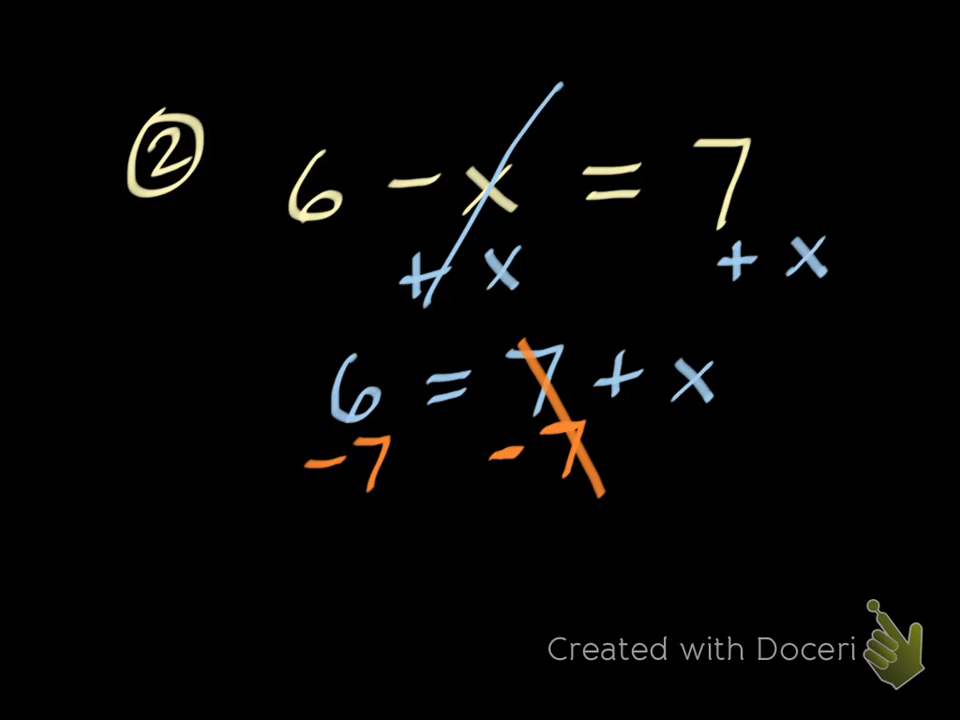 ② 6 - x = 7
+ x + x
6 = 7 + x
-7 -7
Created with Doceri